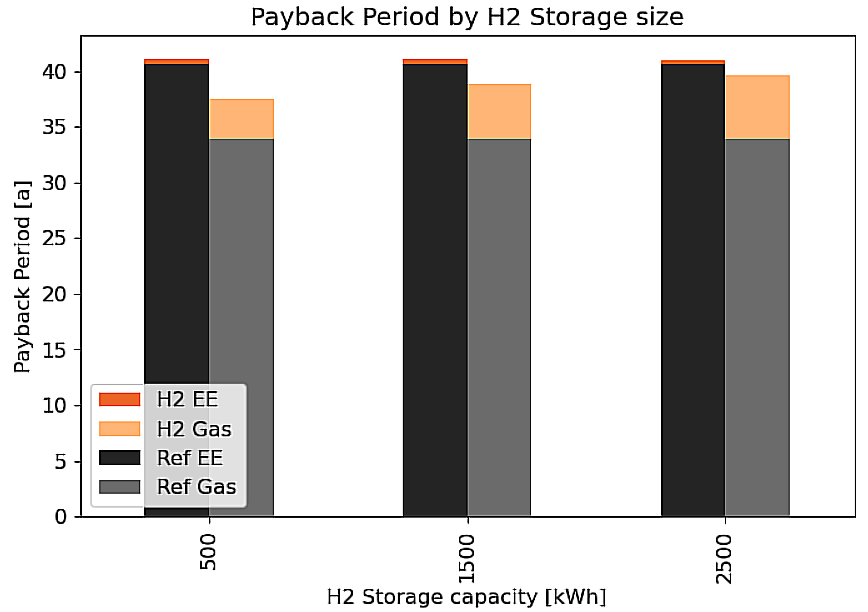 Payback Period by H2 Storage size
Payback Period [a]
40
35
30
25
20
15
10
5
0
H2 EE
H2 Gas
Ref EE
Ref Gas
500
1500
2500
H2 Storage capacity [kWh]